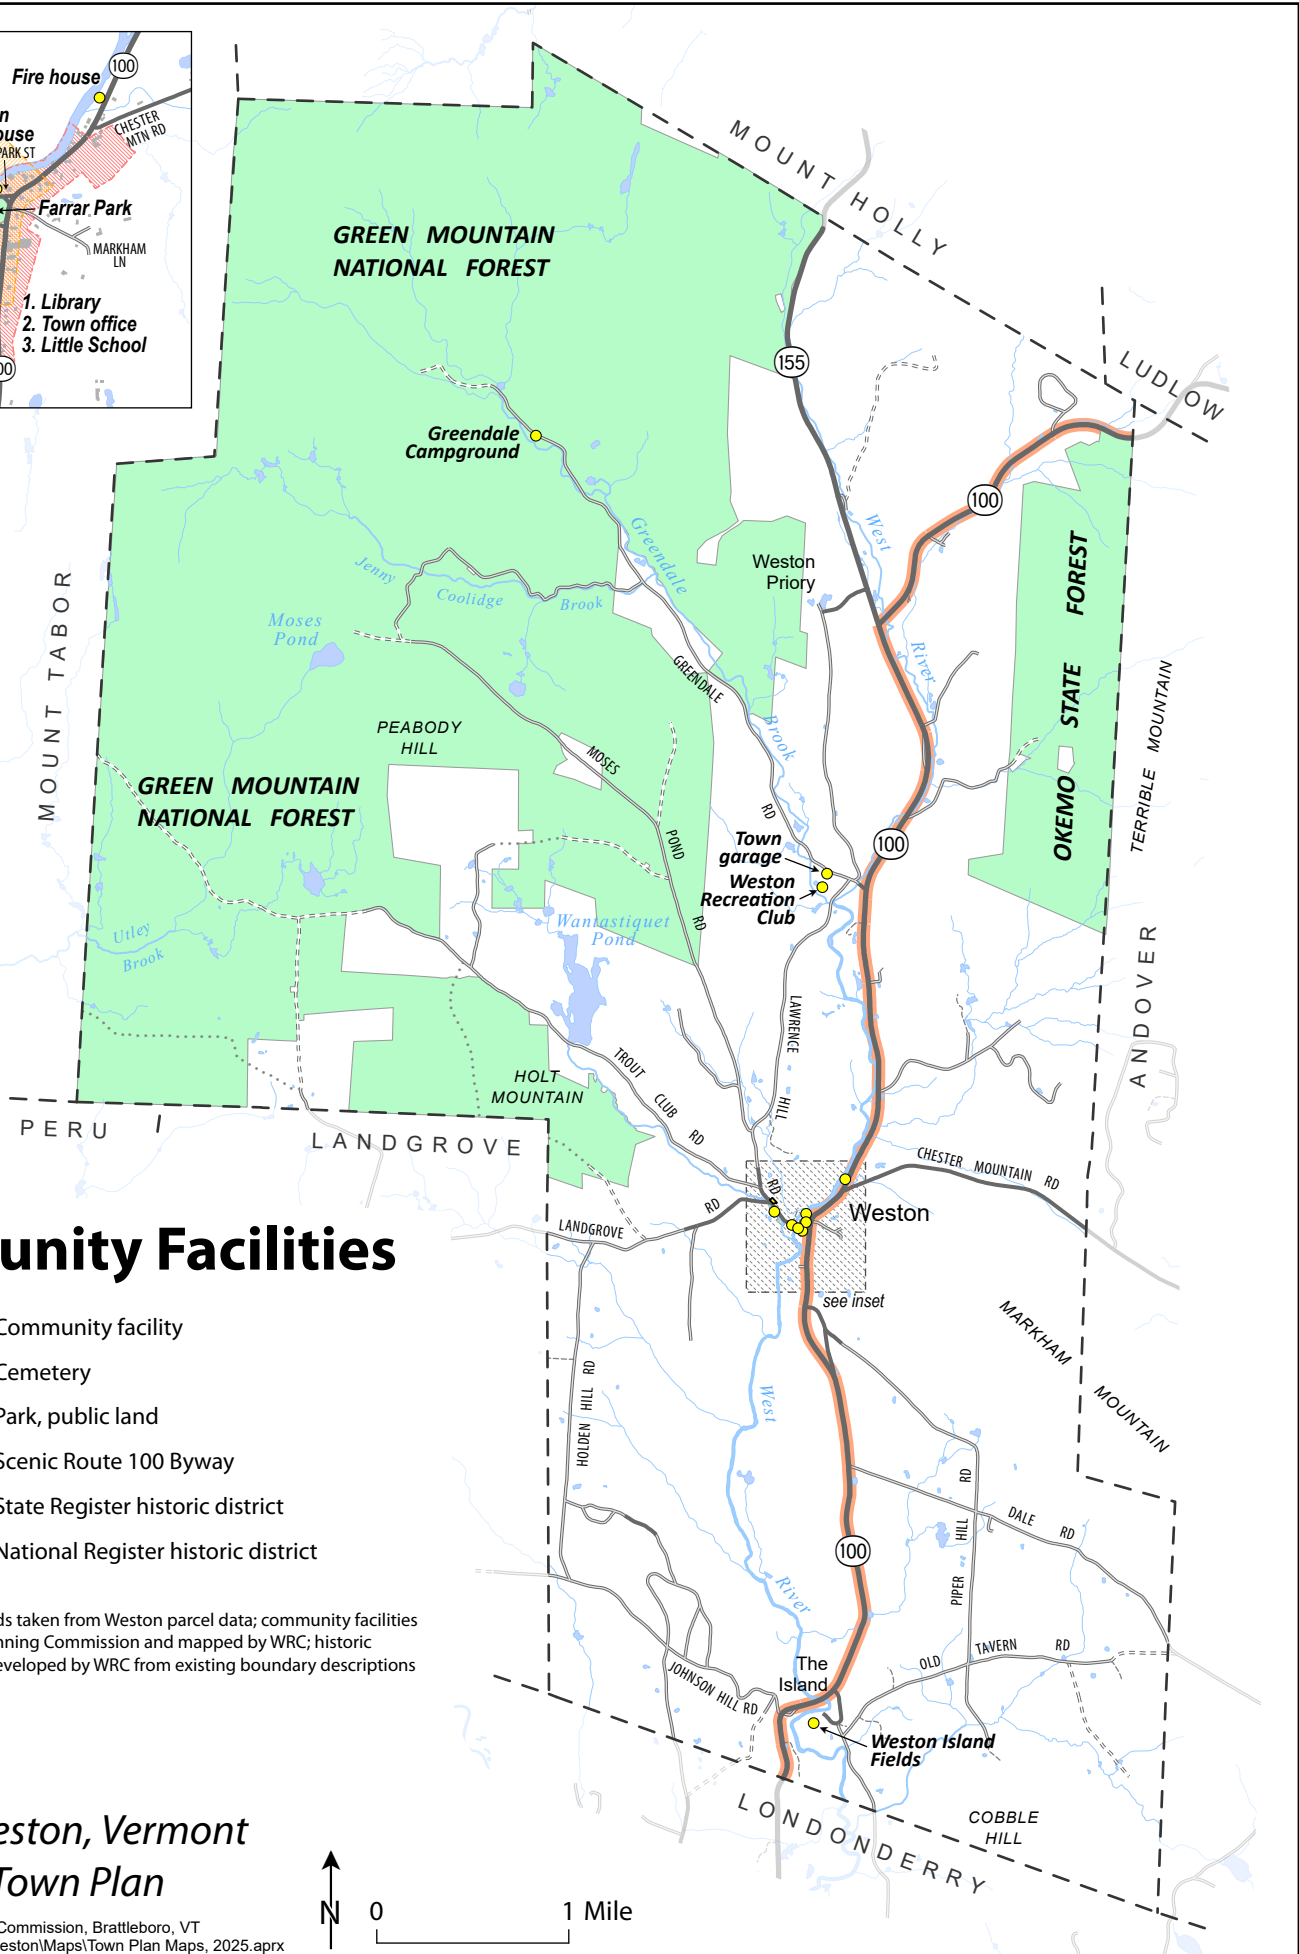 Fire house
100
CHESTER
MTN RD
n
ouse
PARK ST
Farrar Park
MARKHAM
LN
1. Library
2. Town office
3. Little School
00
MOUNT HOLLY
LUDLOW
GREEN MOUNTAIN
NATIONAL FOREST
155
Greendale
Campground
100
West
River
Greendale
Brook
Weston
Priory
Jenny
Coolidge
Brook
OKEMO STATE FOREST
MOUNT TABOR
Moses
Pond
GREENDALE
RD
PEABODY
HILL
MOSES
POND
RD
TERRIBLE MOUNTAIN
GREEN MOUNTAIN
NATIONAL FOREST
100
Town
garage
Weston
Recreation
Club
Wantastiquet
Pond
Utley
Brook
ANDOVER
LAWRENCE
HILL
RD
HOLT
MOUNTAIN
TROUT
CLUB
RD
PERU
LANDGROVE
CHESTER MOUNTAIN RD
Weston
LANDGROVE
RD
see inset
MARKHAM
MOUNTAIN
unity Facilities
Community facility
Cemetery
Park, public land
Scenic Route 100 Byway
State Register historic district
National Register historic district
HOLDEN HILL RD
West
River
RD
HILL
PIPER
DALE RD
100
ds taken from Weston parcel data; community facilities
nning Commission and mapped by WRC; historic
eveloped by WRC from existing boundary descriptions
JOHNSON HILL RD
The
Island
OLD TAVERN RD
Weston Island
Fields
LONDONDERRY
COBBLE
HILL
eston, Vermont
Town Plan
N
0
1 Mile
Commission, Brattleboro, VT
eston\Maps\Town Plan Maps, 2025.aprx